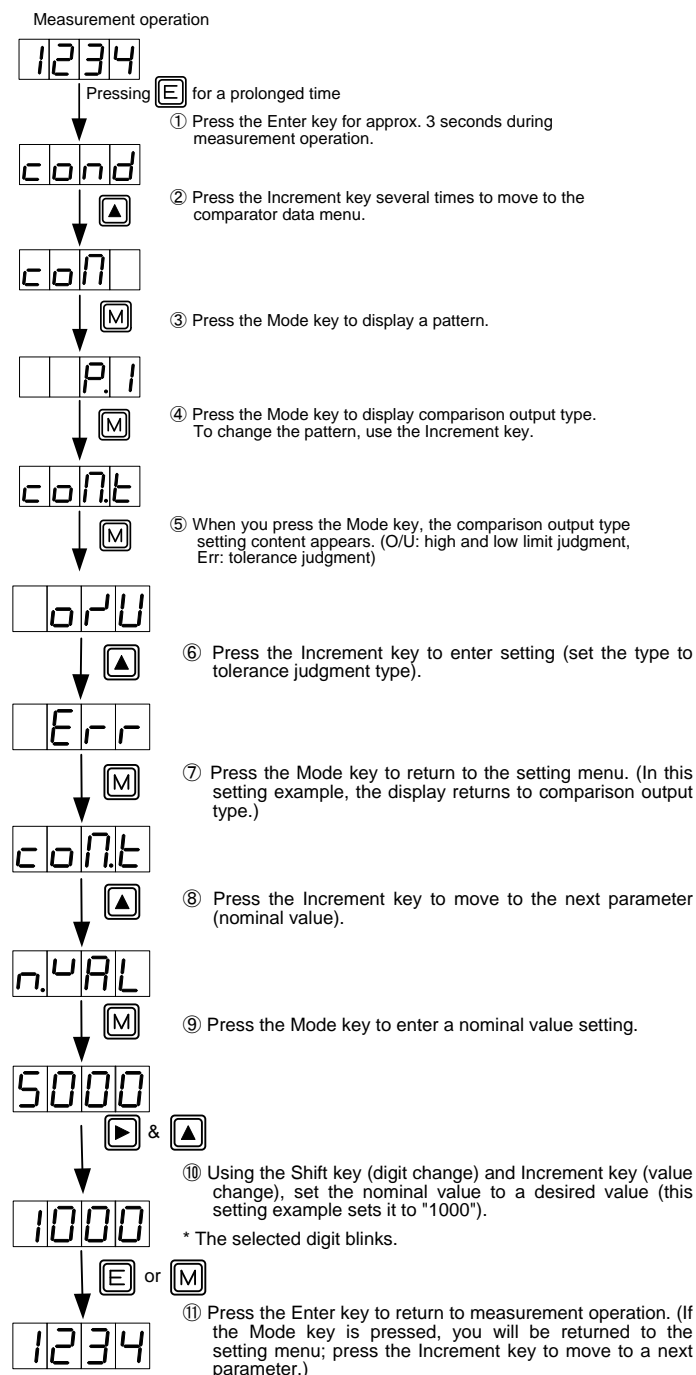 Measurement operation
1234
Pressing E for a prolonged time
① Press the Enter key for approx. 3 seconds during
measurement operation.
cond
▲
② Press the Increment key several times to move to the
comparator data menu.
coM
M
③ Press the Mode key to display a pattern.
P. 1
M
④ Press the Mode key to display comparison output type.
To change the pattern, use the Increment key.
coM.t
M
⑤ When you press the Mode key, the comparison output type
setting content appears. (O/U: high and low limit judgment,
Err: tolerance judgment)
o/U
▲
⑥ Press the Increment key to enter setting (set the type to
tolerance judgment type).
Err
M
⑦ Press the Mode key to return to the setting menu. (In this
setting example, the display returns to comparison output
type.)
coM.t
▲
⑧ Press the Increment key to move to the next parameter
(nominal value).
n.vAL
M
⑨ Press the Mode key to enter a nominal value setting.
5000
▶ & ▲
⑩ Using the Shift key (digit change) and Increment key (value
change), set the nominal value to a desired value (this
setting example sets it to "1000").
1000
* The selected digit blinks.
E or M
⑪ Press the Enter key to return to measurement operation. (If
the Mode key is pressed, you will be returned to the
setting menu; press the Increment key to move to a next
parameter.)
1234